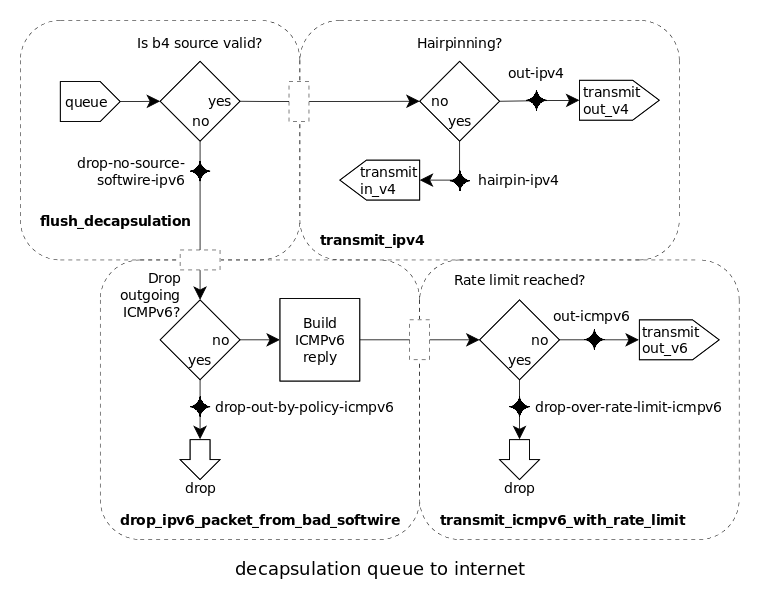 Is b4 source valid?
queue
yes
no
drop-no-source-
softwire-ipv6
flush_decapsulation
Hairpinning?
no
yes
out-ipv4
transmit
out_v4
transmit
in_v4
hairpin-ipv4
transmit_ipv4
Drop
outgoing
ICMPv6?
no
yes
Build
ICMPv6
reply
drop-out-by-policy-icmpv6
drop
drop_ipv6_packet_from_bad_softwire
Rate limit reached?
no
yes
out-icmpv6
transmit
out_v6
drop-over-rate-limit-icmpv6
drop
transmit_icmpv6_with_rate_limit
decapsulation queue to internet